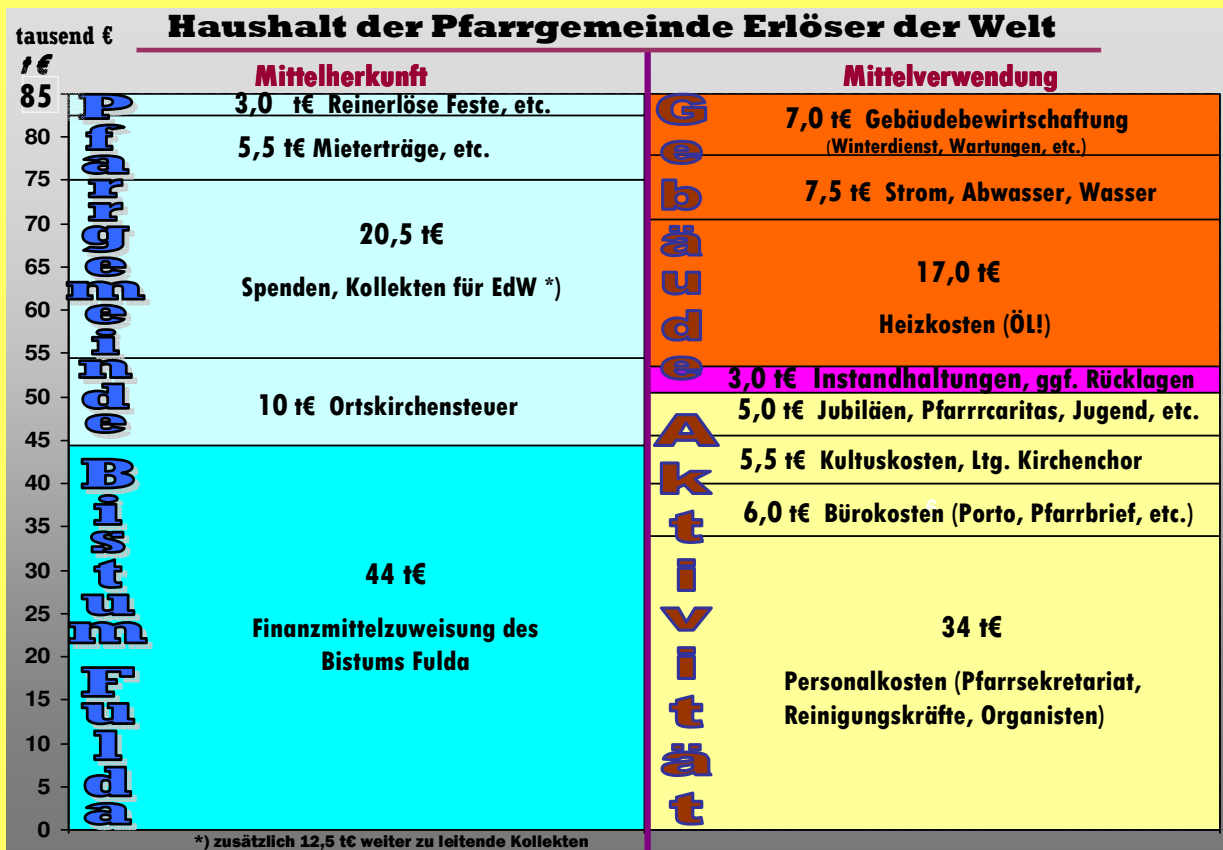 Haushalt der Pfarrgemeinde Erlöser der Welt
tausend €
t €
Mittelherkunft
85
80
75
70
65
60
55
50
45
40
35
30
25
20
15
10
5
0
Pfarrgemeinde
Bistum Fulda
3,0 t€ Reinerlöse Feste, etc.
5,5 t€ Mieterträge, etc.
20,5 t€
Spenden, Kollekten für EdW *)
10 t€ Ortskirchensteuer
44 t€
Finanzmittelzuweisung des
Bistums Fulda
*) zusätzlich 12,5 t€ weiter zu leitende Kollekten
Mittelverwendung
Gebäude
Aktivität
7,0 t€ Gebäudebewirtschaftung
(Winterdienst, Wartungen, etc.)
7,5 t€ Strom, Abwasser, Wasser
17,0 t€
Heizkosten (ÖL!)
3,0 t€ Instandhaltungen, ggf. Rücklagen
5,0 t€ Jubiläen, Pfarrcaritas, Jugend, etc.
5,5 t€ Kultuskosten, Ltg. Kirchenchor
6,0 t€ Bürokosten (Porto, Pfarrbrief, etc.)
34 t€
Personalkosten (Pfarrsekretariat,
Reinigungskräfte, Organisten)